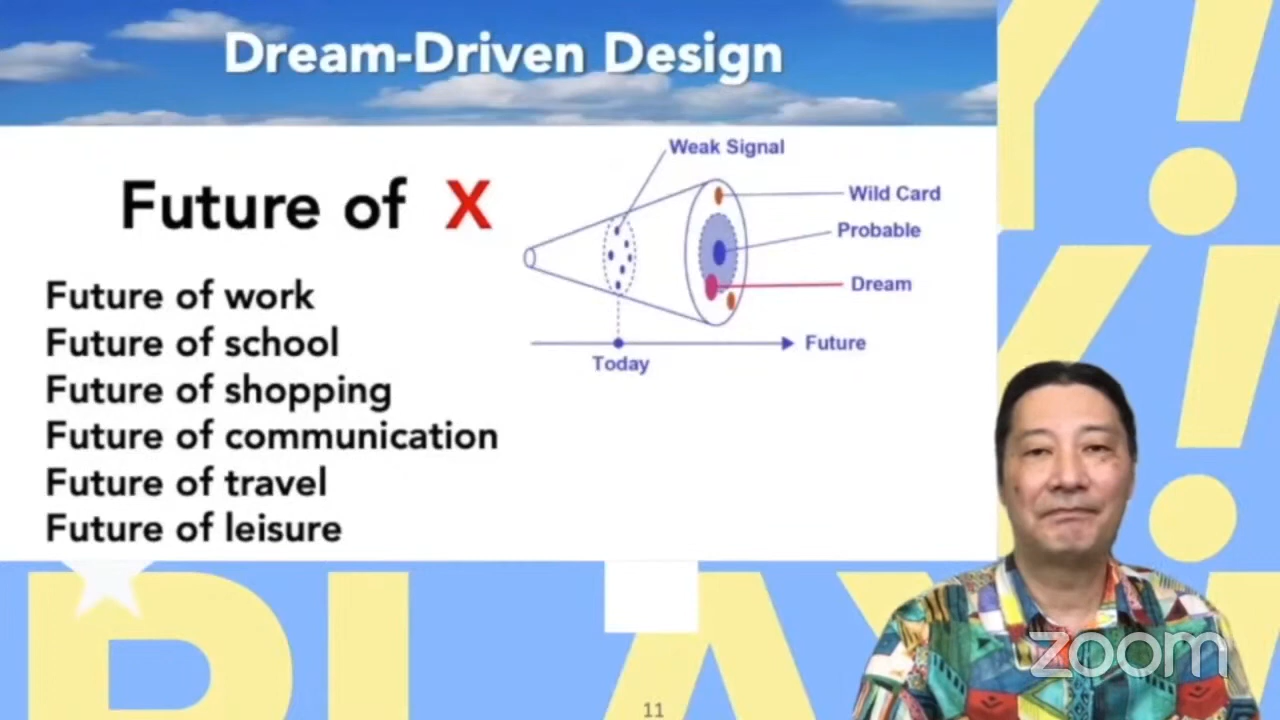 Dream-Driven Design
Future of X
Future of work
Future of school
Future of shopping
Future of communication
Future of travel
Future of leisure
Weak Signal
Wild Card
Probable
Dream
Future
Today
Y!
Y!
PLAY!
zoom
11